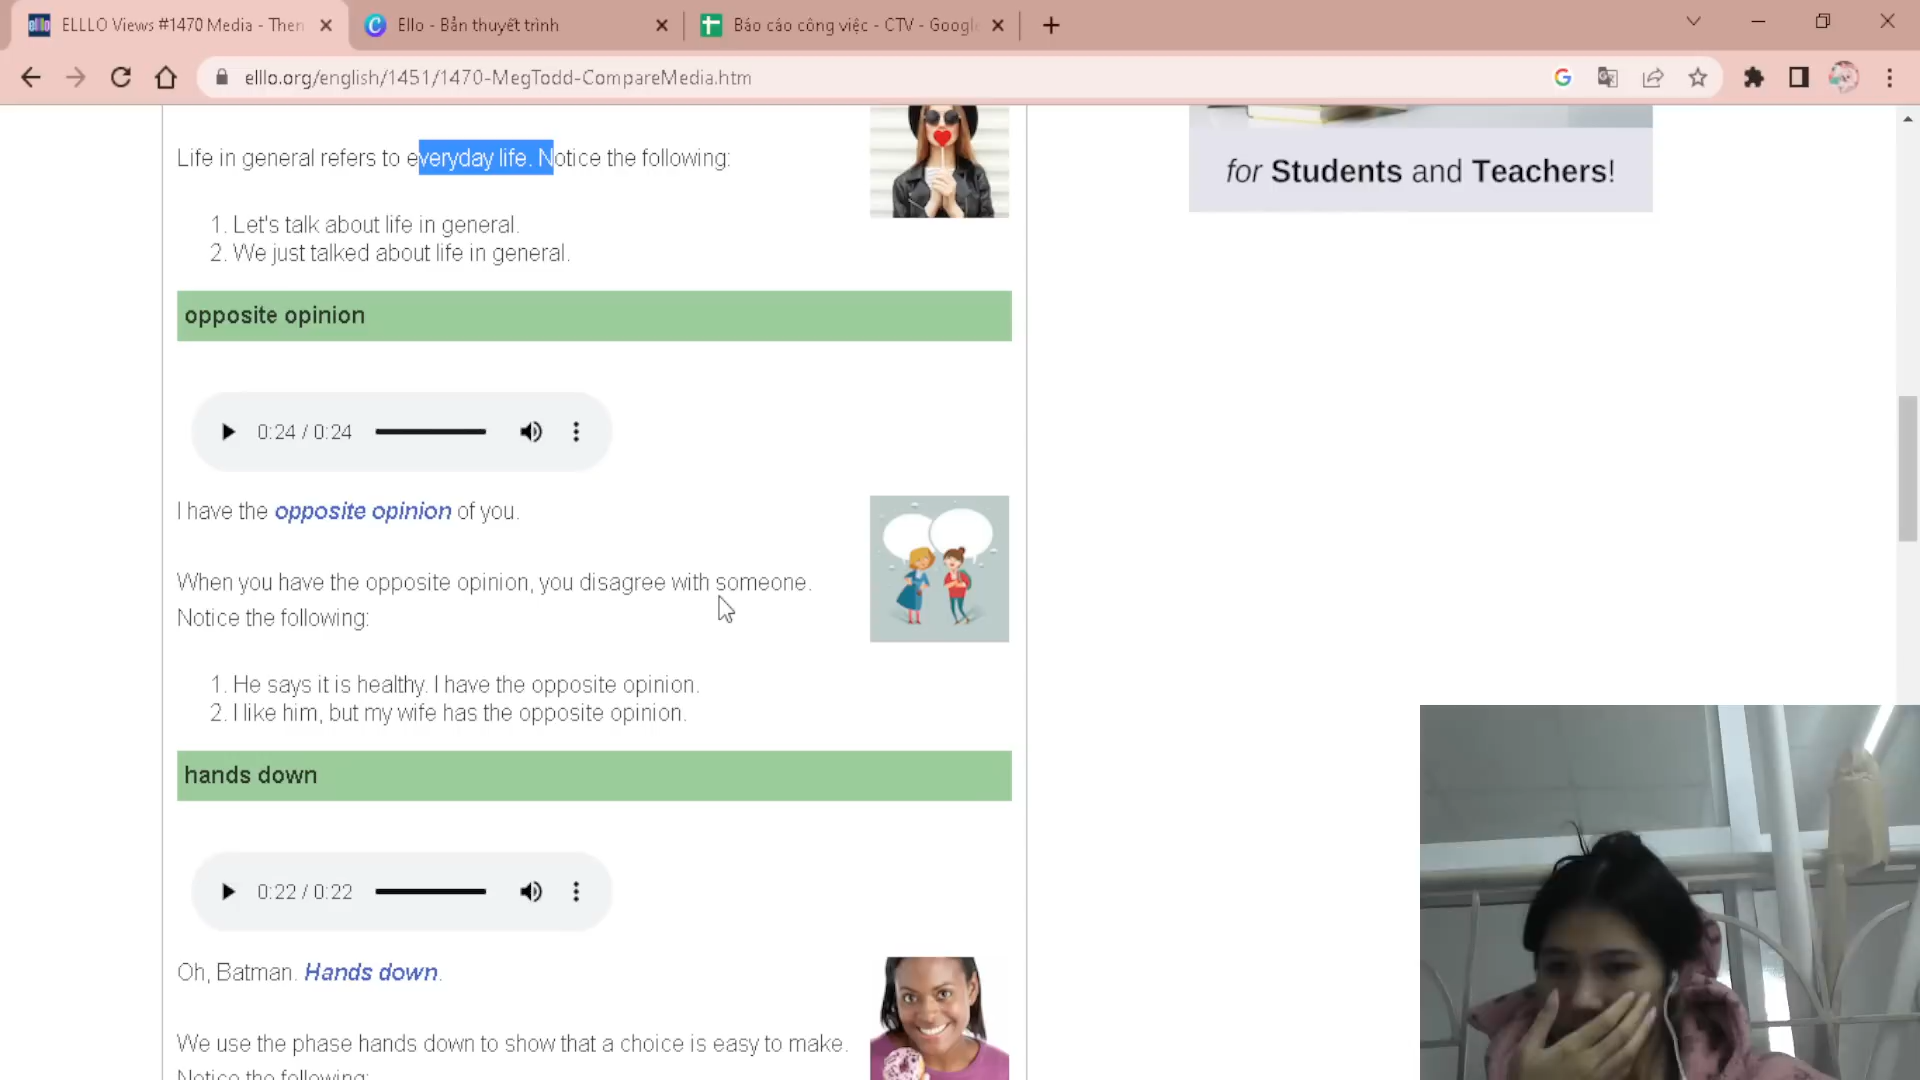 ELLLO Views #1470 Media - Then
Ello - Bản thuyết trình
Báo cáo công việc - CTV - Google
elllo.org/english/1451/1470-MegTodd-CompareMedia.htm
Life in general refers to everyday life. Notice the following:
1. Let's talk about life in general.
2. We just talked about life in general.
for Students and Teachers!
opposite opinion
0:24 / 0:24
I have the opposite opinion of you.
When you have the opposite opinion, you disagree with someone.
Notice the following:
1. He says it is healthy. I have the opposite opinion.
2. I like him, but my wife has the opposite opinion.
hands down
0:22 / 0:22
Oh, Batman. Hands down.
We use the phase hands down to show that a choice is easy to make.
Notice the following: